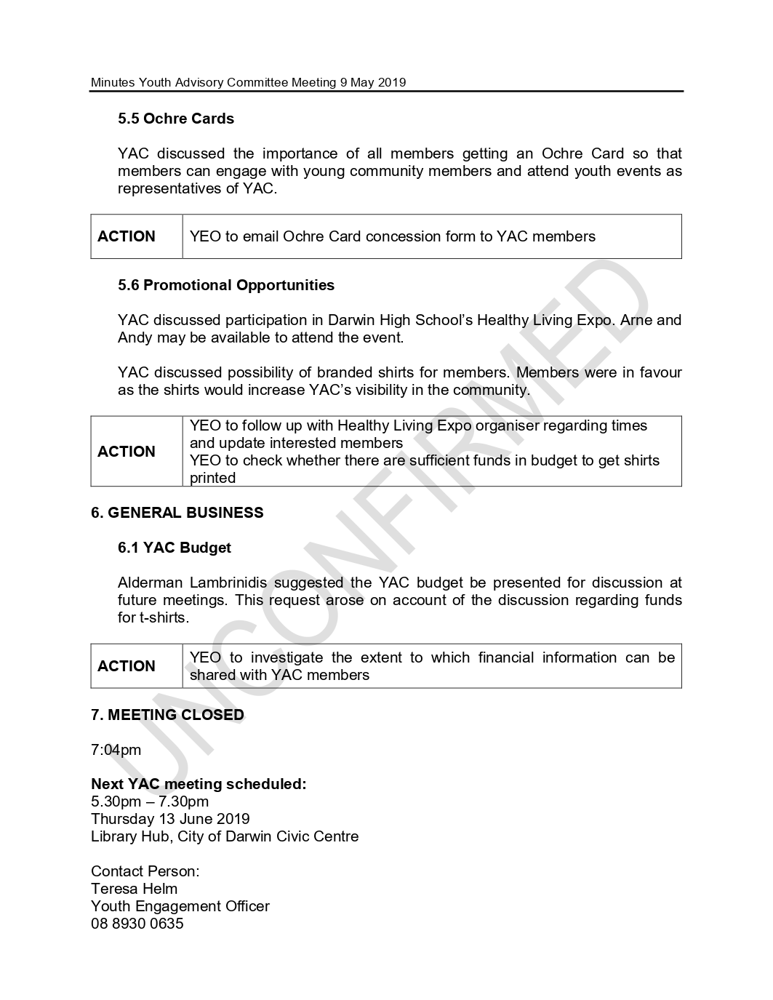 Minutes Youth Advisory Committee Meeting 9 May 2019
5.5 Ochre Cards
YAC discussed the importance of all members getting an Ochre Card so that
members can engage with young community members and attend youth events as
representatives of YAC.
ACTION
YEO to email Ochre Card concession form to YAC members
5.6 Promotional Opportunities
YAC discussed participation in Darwin High School’s Healthy Living Expo. Arne and
Andy may be available to attend the event.
YAC discussed possibility of branded shirts for members. Members were in favour
as the shirts would increase YAC’s visibility in the community.
ACTION
YEO to follow up with Healthy Living Expo organiser regarding times
and update interested members
YEO to check whether there are sufficient funds in budget to get shirts
printed
6. GENERAL BUSINESS
6.1 YAC Budget
Alderman Lambrinidis suggested the YAC budget be presented for discussion at
future meetings. This request arose on account of the discussion regarding funds
for t-shirts.
ACTION
YEO to investigate the extent to which financial information can be
shared with YAC members
7. MEETING CLOSED
7:04pm
Next YAC meeting scheduled:
5.30pm – 7.30pm
Thursday 13 June 2019
Library Hub, City of Darwin Civic Centre
Contact Person:
Teresa Helm
Youth Engagement Officer
08 8930 0635
UNCONFIRMED